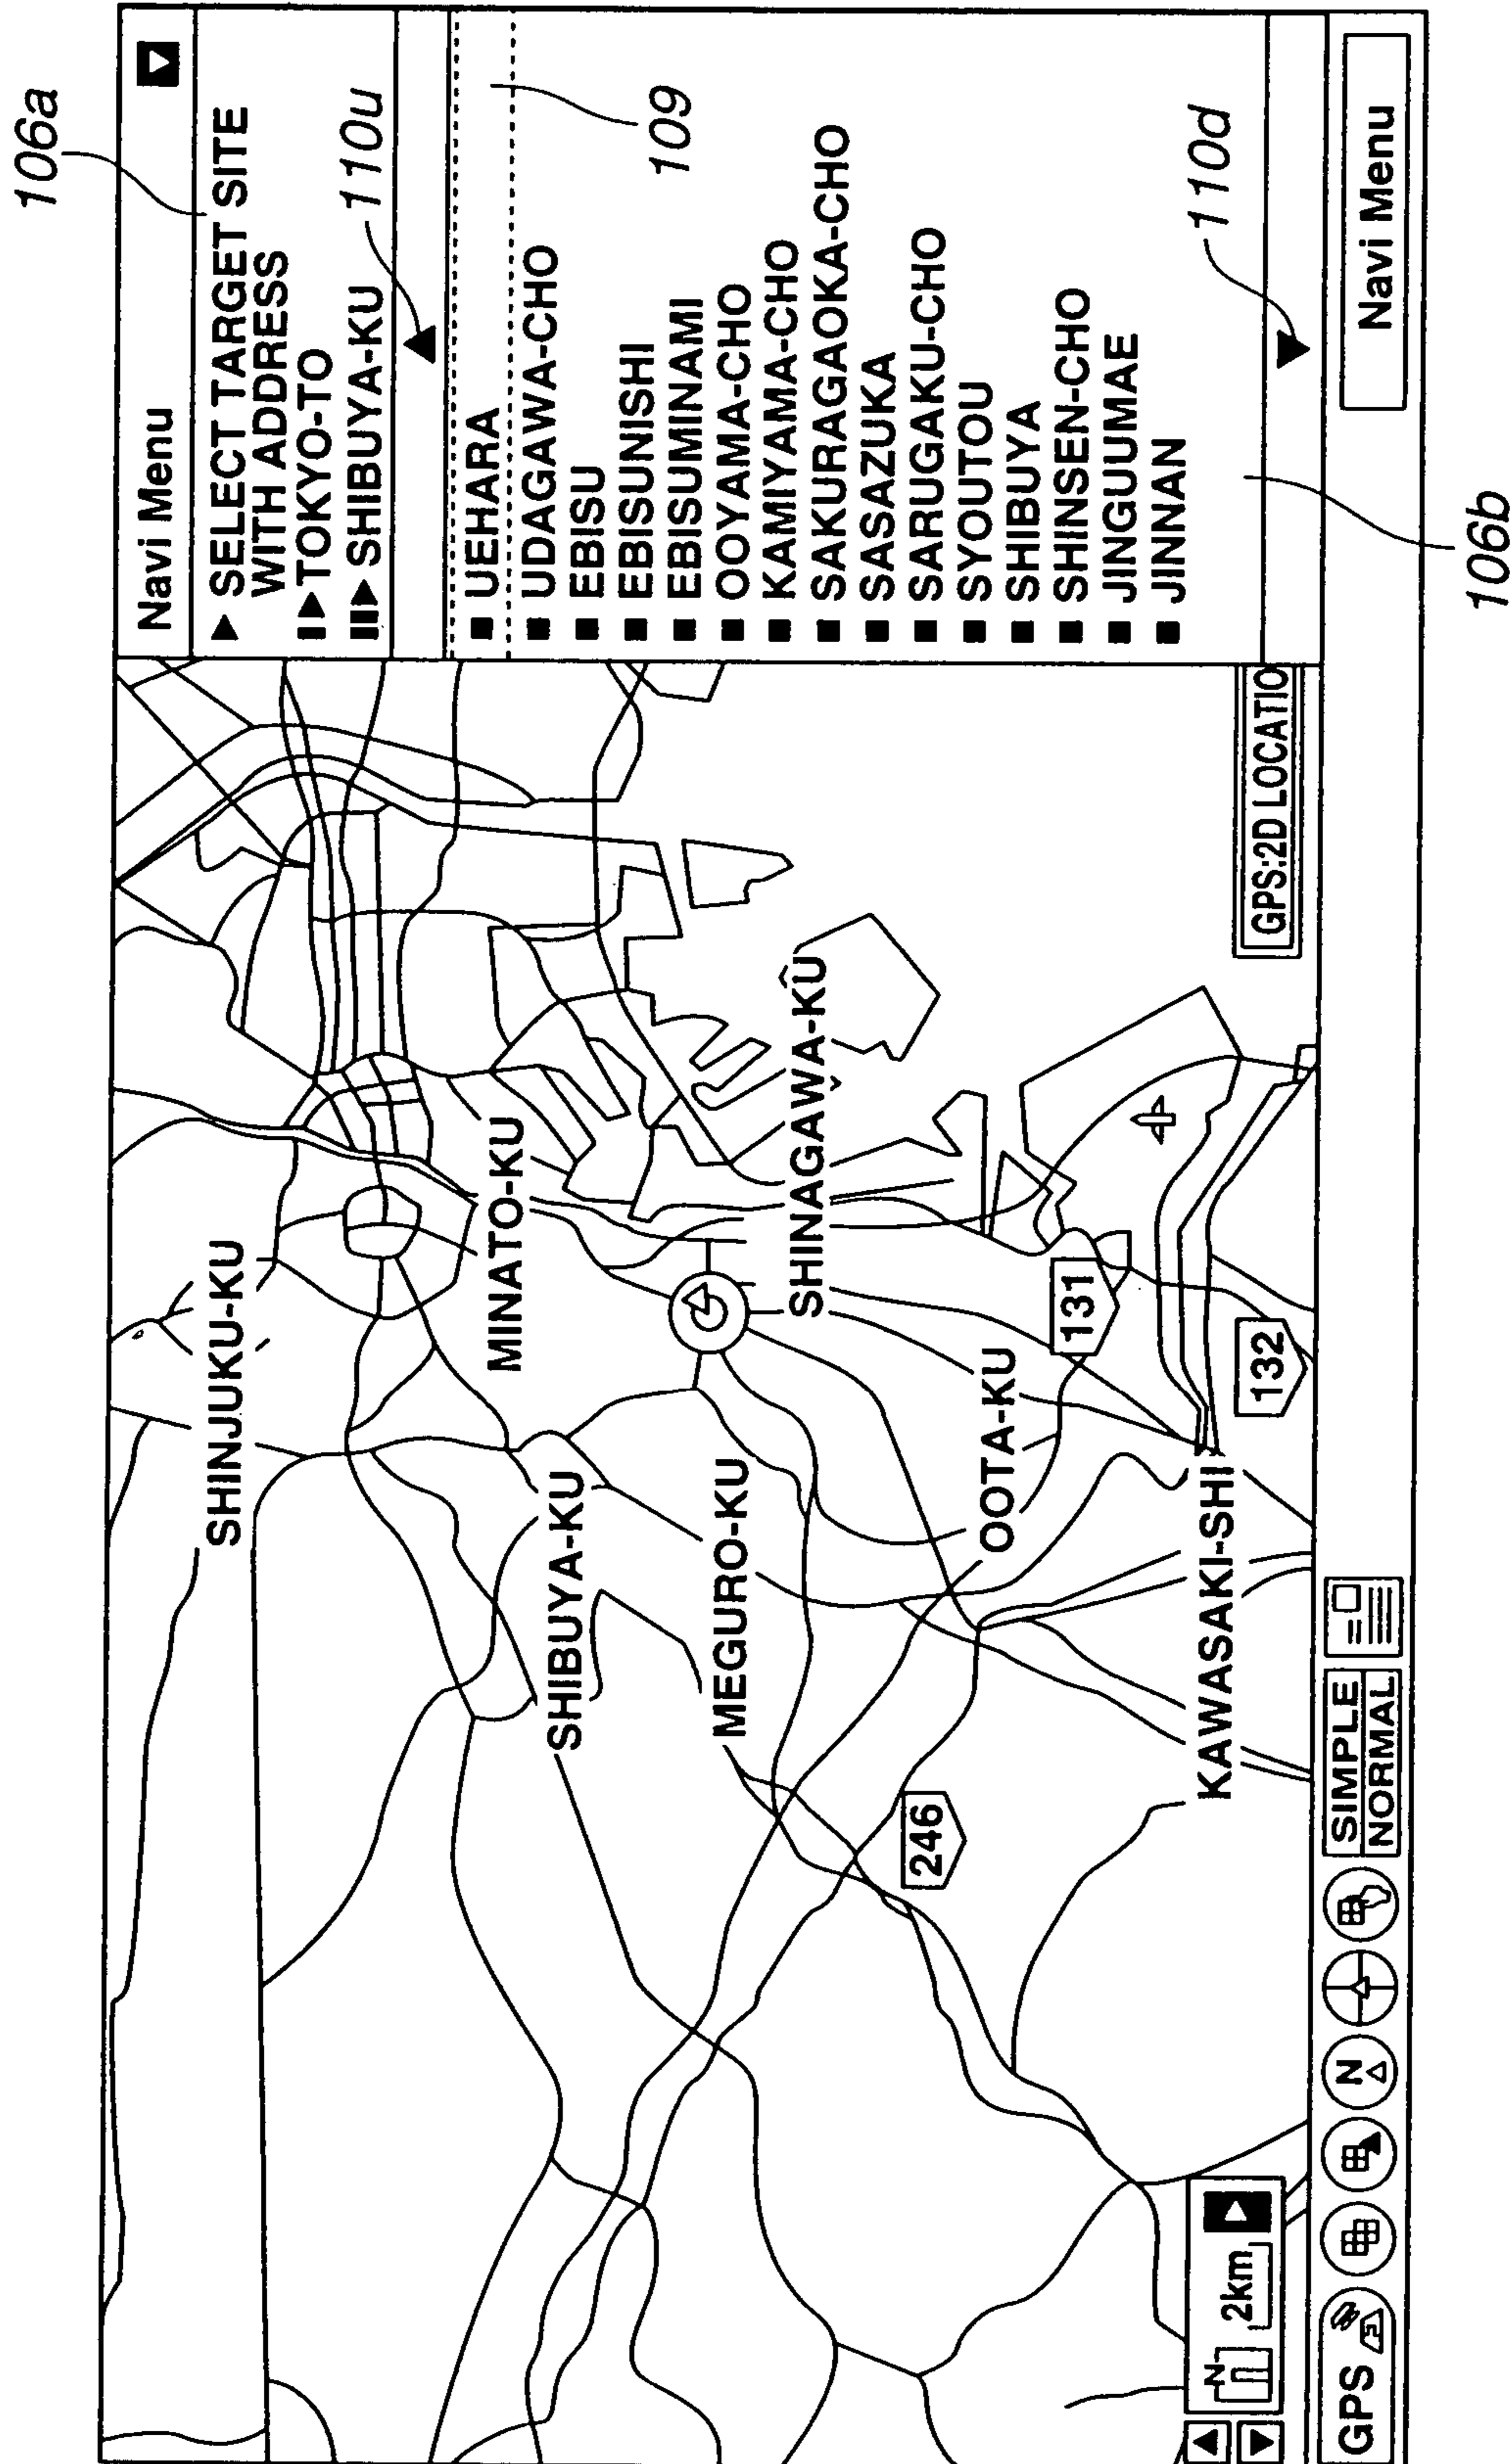 106a
Navi Menu
▶ SELECT TARGET SITE
WITH ADDRESS
TOKYO-TO
SHIBUYA-KU
110u
UEHARA
109
UDAGAWA-CHO
EBISU
EBISUNISHI
EBISUMINAMI
OOYAMA-CHO
KAMIYAMA-CHO
SAKURAGAOKA-CHO
SASAZUKA
SARUGAKU-CHO
SYOUTOU
SHIBUYA
SHINSEN-CHO
JINGUUMAE
JINNAN
110d
106b
SHINJUKU-KU
MINATO-KU
SHIBUYA-KU
MEGURO-KU
SHINAGAWA-KU
OOTA-KU
KAWASAKI-SHI
246
131
132
GPS:2D LOCATIO
N 2km
GPS
N
SIMPLE
NORMAL
Navi Menu